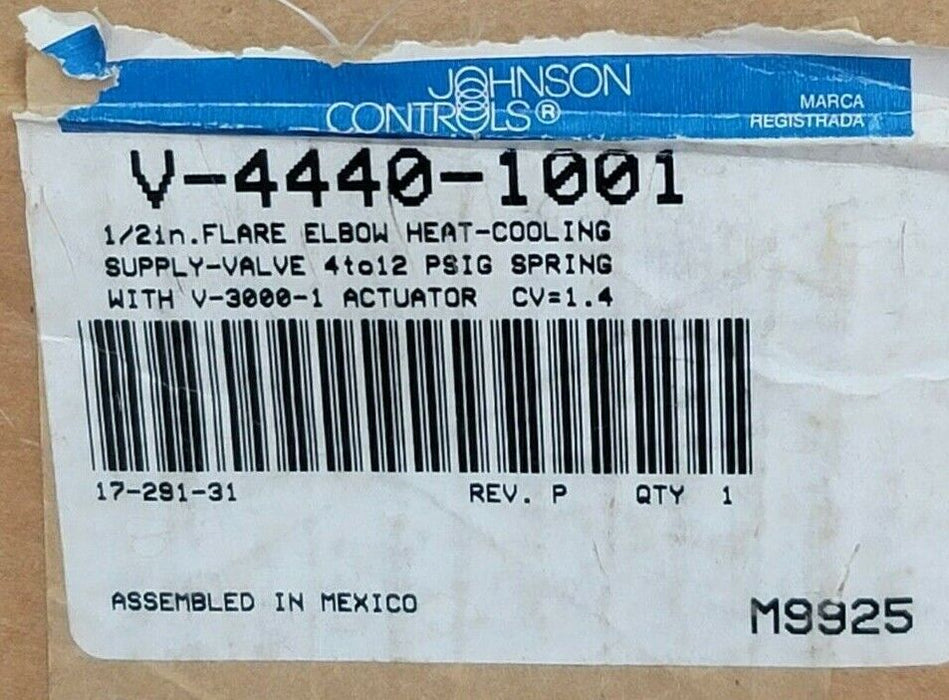 JOHNSON
CONTROLS®
MARCA
REGISTRADA
V-4440-1001
1/2in.FLARE ELBOW HEAT-COOLING
SUPPLY-VALVE 4to12 PSIG SPRING
WITH V-3000-1 ACTUATOR CV=1.4
17-291-31 REV. P QTY 1
ASSEMBLED IN MEXICO
M9925